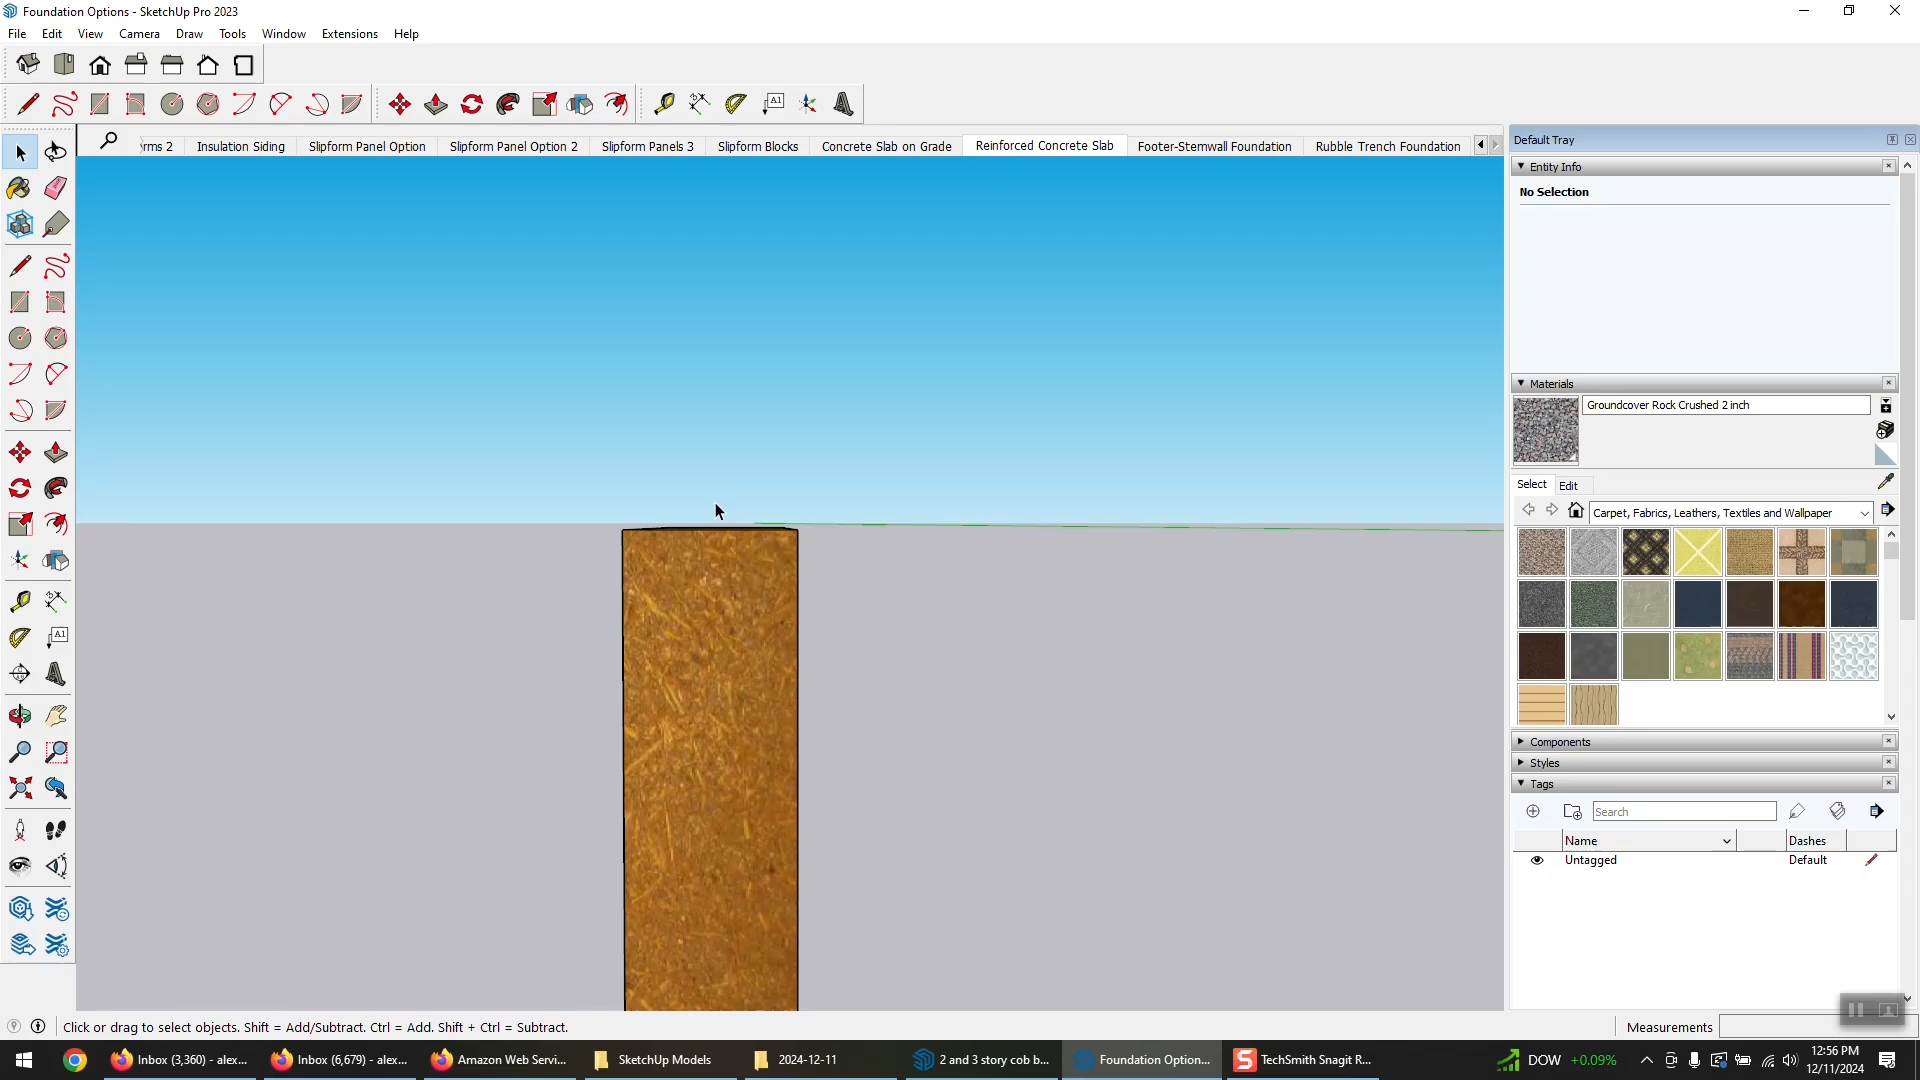 Foundation Options - SketchUp Pro 2023
File Edit View Camera Draw Tools Window Extensions Help
A1
rms 2 Insulation Siding Slipform Panel Option Slipform Panel Option 2 Slipform Panels 3 Slipform Blocks Concrete Slab on Grade Reinforced Concrete Slab Footer-Stemwall Foundation Rubble Trench Foundation
Default Tray
Entity Info
No Selection
Materials
Groundcover Rock Crushed 2 inch
Select Edit
Carpet, Fabrics, Leathers, Textiles and Wallpaper
A1
Components
Styles
Tags
Search
Name Dashes
Untagged Default
Click or drag to select objects. Shift = Add/Subtract. Ctrl = Add. Shift + Ctrl = Subtract.
Measurements
Inbox (3,360) - alex... Inbox (6,679) - alex... Amazon Web Servi... SketchUp Models 2024-12-11 2 and 3 story cob b... Foundation Option... TechSmith Snagit R... DOW +0.09%
12:56 PM
12/11/2024